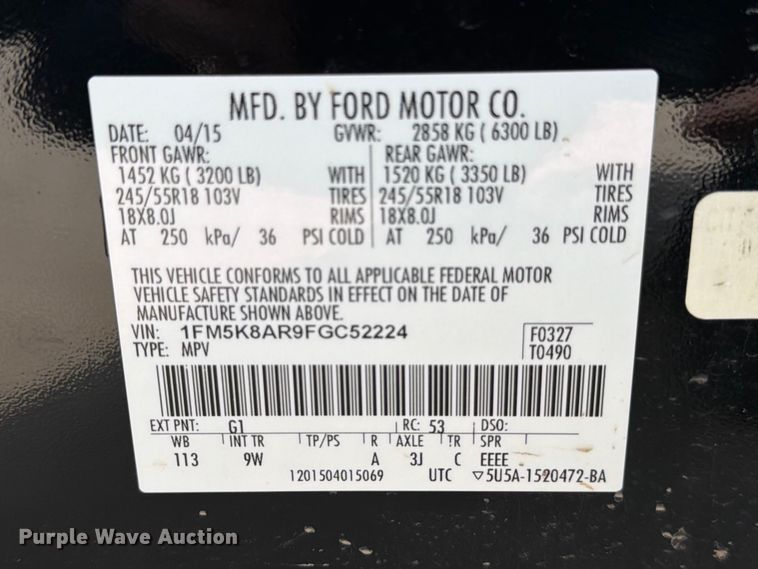 MFD. BY FORD MOTOR CO.
DATE: 04/15 GVWR: 2858 KG ( 6300 LB)
FRONT GAWR: REAR GAWR:
1452 KG ( 3200 LB) WITH 1520 KG ( 3350 LB) WITH
245/55R18 103V TIRES 245/55R18 103V TIRES
18X8.0J RIMS 18X8.0J RIMS
AT 250 kPa/ 36 PSI COLD AT 250 kPa/ 36 PSI COLD
THIS VEHICLE CONFORMS TO ALL APPLICABLE FEDERAL MOTOR
VEHICLE SAFETY STANDARDS IN EFFECT ON THE DATE OF
MANUFACTURE SHOWN ABOVE.
VIN: 1FM5K8AR9FGC52224 F0327
TYPE: MPV T0490
EXT PNT: G1 RC: 53 DSO:
WB INT TR TP/PS R AXLE TR SPR
113 9W A 3J C EEEE
1201504015069 UTC ▽5U5A-1520472-BA
Purple Wave Auction